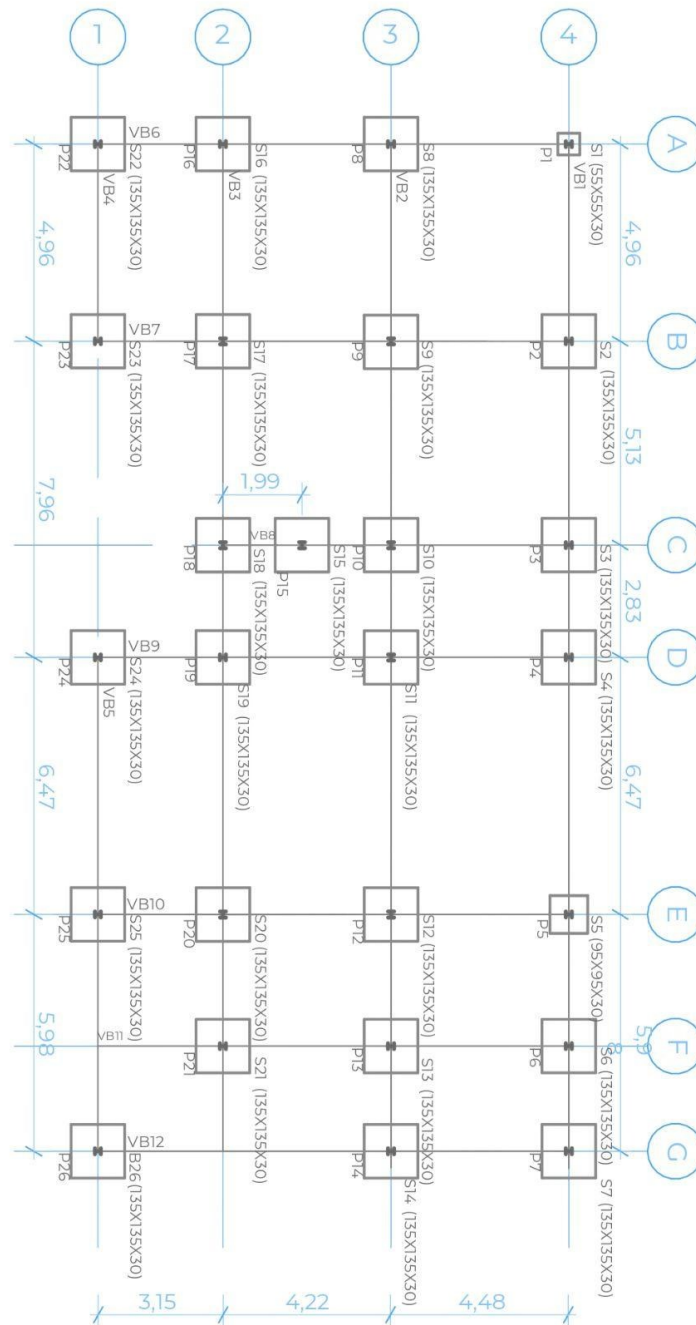 1
2
3
4
A
B
C
D
E
F
G
VB6
P22
S22 (135X135X30)
VB4
P16
S16 (135X135X30)
VB3
P8
S8 (135X135X30)
VB2
P1
S1 (55X55X30)
VB1
4,96
4,96
VB7
P23
S23 (135X135X30)
P17
S17 (135X135X30)
P9
S9 (135X135X30)
P2
S2 (135X135X30)
7,96
5,13
1,99
P18
VB8
S18 (135X135X30)
P15
S15 (135X135X30)
P10
S10 (135X135X30)
P3
S3 (135X135X30)
2,83
VB9
P24
S24 (135X135X30)
VB5
P19
S19 (135X135X30)
P11
S11 (135X135X30)
P4
S4 (135X135X30)
6,47
6,47
VB10
P25
S25 (135X135X30)
P20
S20 (135X135X30)
P12
S12 (135X135X30)
P5
S5 (95X95X30)
5,98
5,9
8
VB11
P21
S21 (135X135X30)
P13
S13 (135X135X30)
P6
S6 (135X135X30)
VB12
P26
B26(135X135X30)
P14
S14 (135X135X30)
P7
S7 (135X135X30)
3,15
4,22
4,48